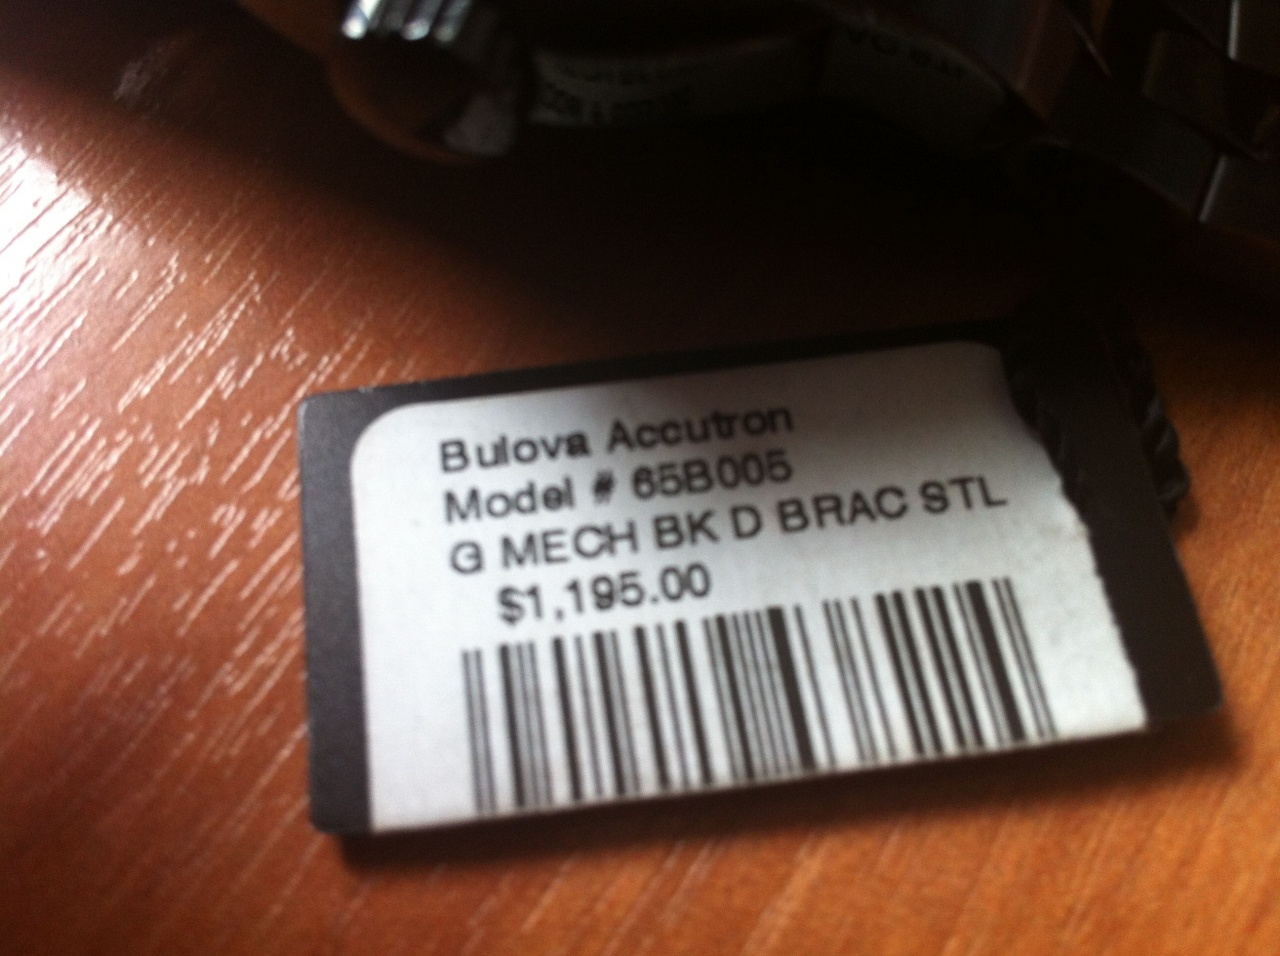 Bulova Accutron
Model # 65B005
G MECH BK D BRAC STL
$1,195.00